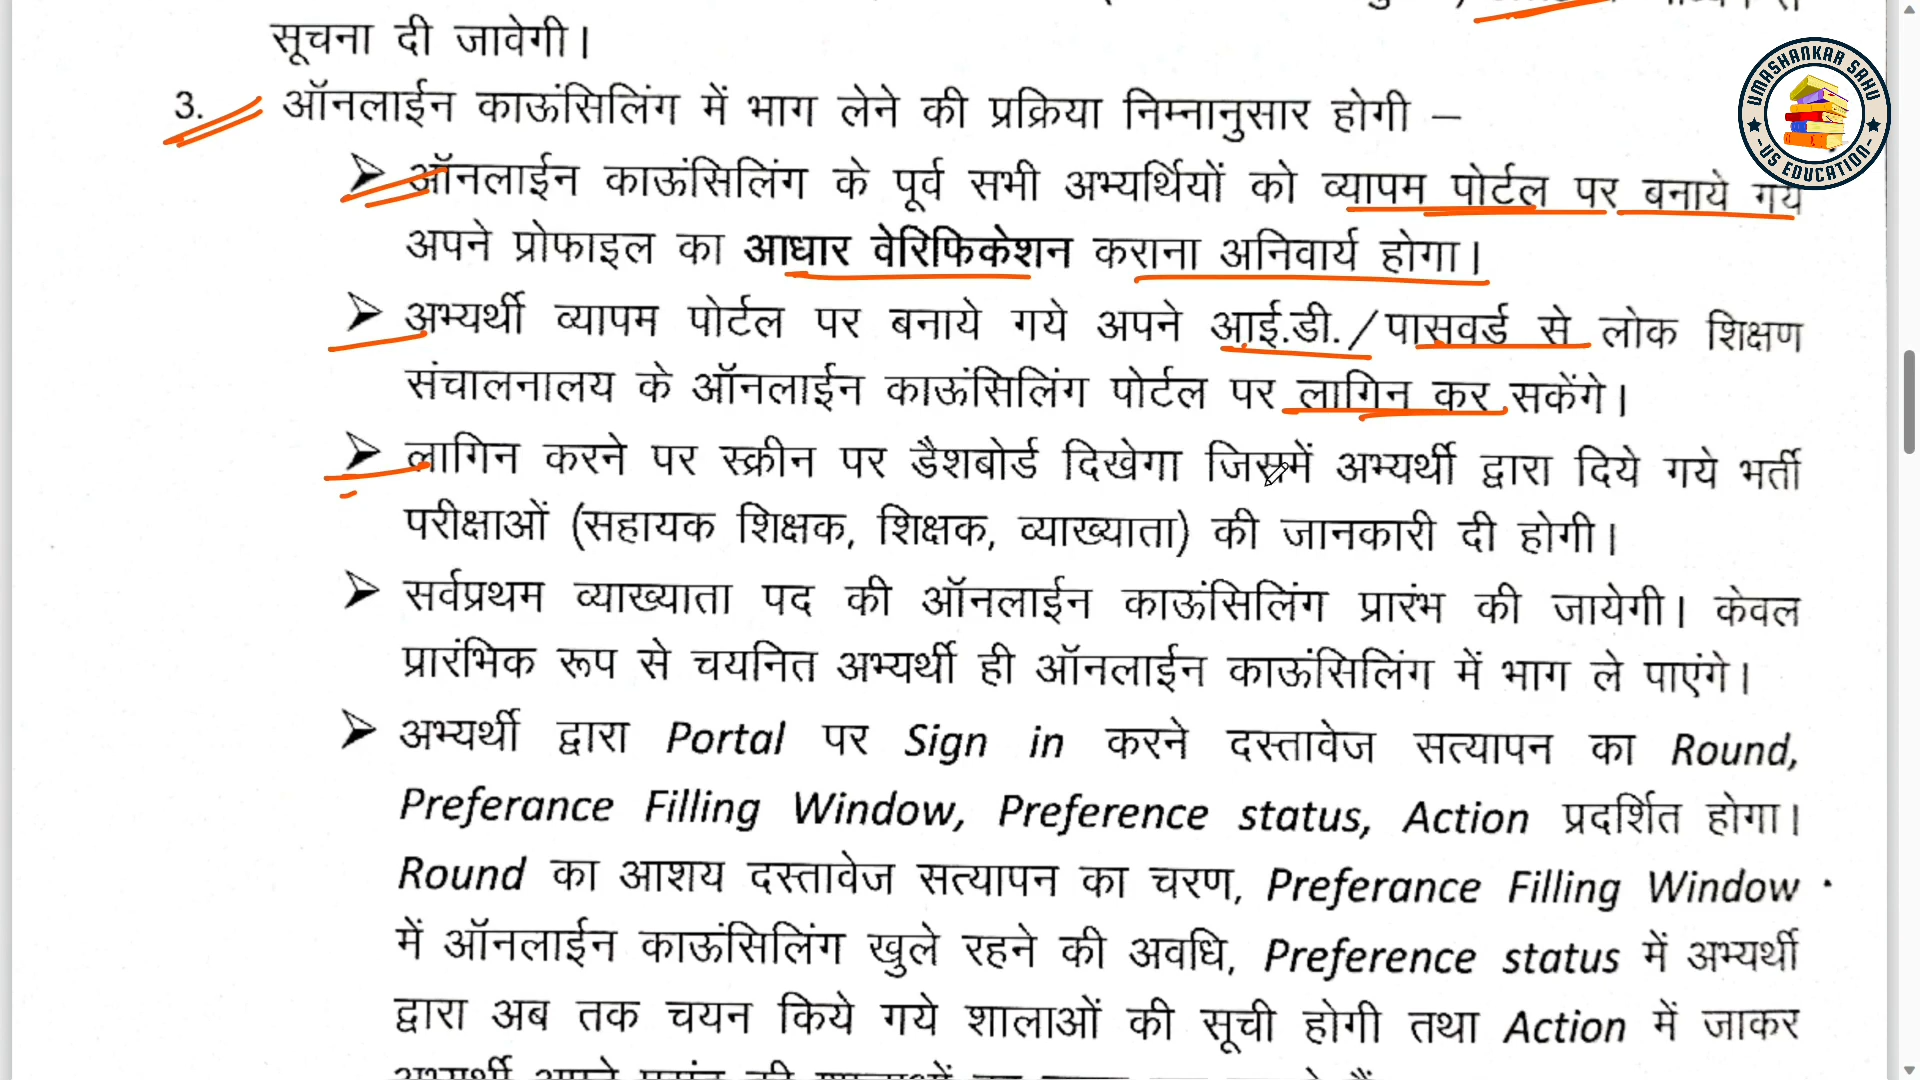 सूचना दी जावेगी।
3. ऑनलाईन काऊंसिलिंग में भाग लेने की प्रक्रिया निम्नानुसार होगी –
➢ ऑनलाईन काऊंसिलिंग के पूर्व सभी अभ्यर्थियों को व्यापम पोर्टल पर बनाये गये
अपने प्रोफाइल का आधार वेरिफिकेशन कराना अनिवार्य होगा।
➢ अभ्यर्थी व्यापम पोर्टल पर बनाये गये अपने आई.डी./पासवर्ड से लोक शिक्षण
संचालनालय के ऑनलाईन काऊंसिलिंग पोर्टल पर लागिन कर सकेंगे।
➢ लागिन करने पर स्क्रीन पर डैशबोर्ड दिखेगा जिसमें अभ्यर्थी द्वारा दिये गये भर्ती
परीक्षाओं (सहायक शिक्षक, शिक्षक, व्याख्याता) की जानकारी दी होगी।
➢ सर्वप्रथम व्याख्याता पद की ऑनलाईन काऊंसिलिंग प्रारंभ की जायेगी। केवल
प्रारंभिक रूप से चयनित अभ्यर्थी ही ऑनलाईन काऊंसिलिंग में भाग ले पाएंगे।
➢ अभ्यर्थी द्वारा Portal पर Sign in करने दस्तावेज सत्यापन का Round,
Preferance Filling Window, Preference status, Action प्रदर्शित होगा।
Round का आशय दस्तावेज सत्यापन का चरण, Preferance Filling Window
में ऑनलाईन काऊंसिलिंग खुले रहने की अवधि, Preference status में अभ्यर्थी
द्वारा अब तक चयन किये गये शालाओं की सूची होगी तथा Action में जाकर
UMASHANKAR SAHU
US EDUCATION